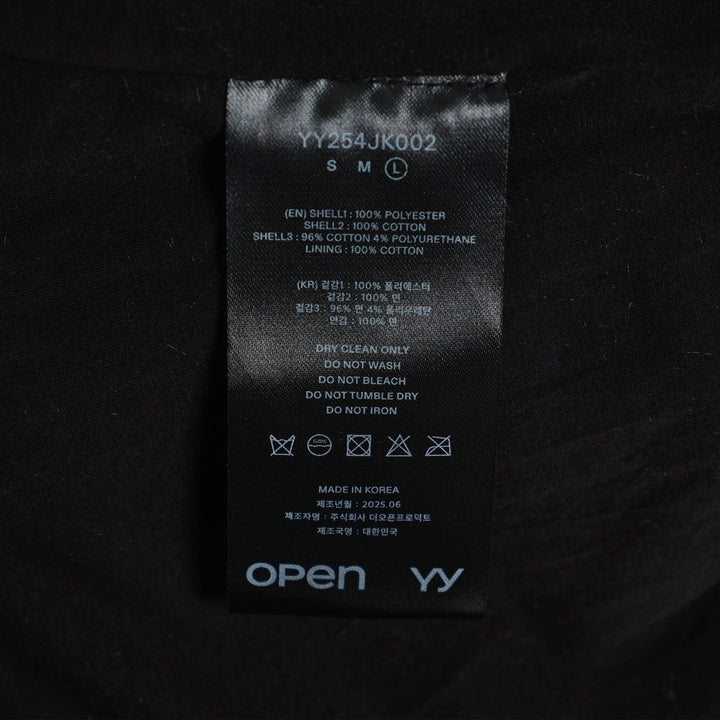 YY254JK002
S M L
(EN) SHELL1 : 100% POLYESTER
SHELL2 : 100% COTTON
SHELL3 : 96% COTTON 4% POLYURETHANE
LINING : 100% COTTON
(KR) 겉감1 : 100% 폴리에스터
겉감2 : 100% 면
겉감3 : 96% 면 4% 폴리우레탄
안감 : 100% 면
DRY CLEAN ONLY
DO NOT WASH
DO NOT BLEACH
DO NOT TUMBLE DRY
DO NOT IRON
MADE IN KOREA
제조년월 : 2025.06
제조자명 : 주식회사 더오픈프로덕트
제조국명 : 대한민국
OPEN YY